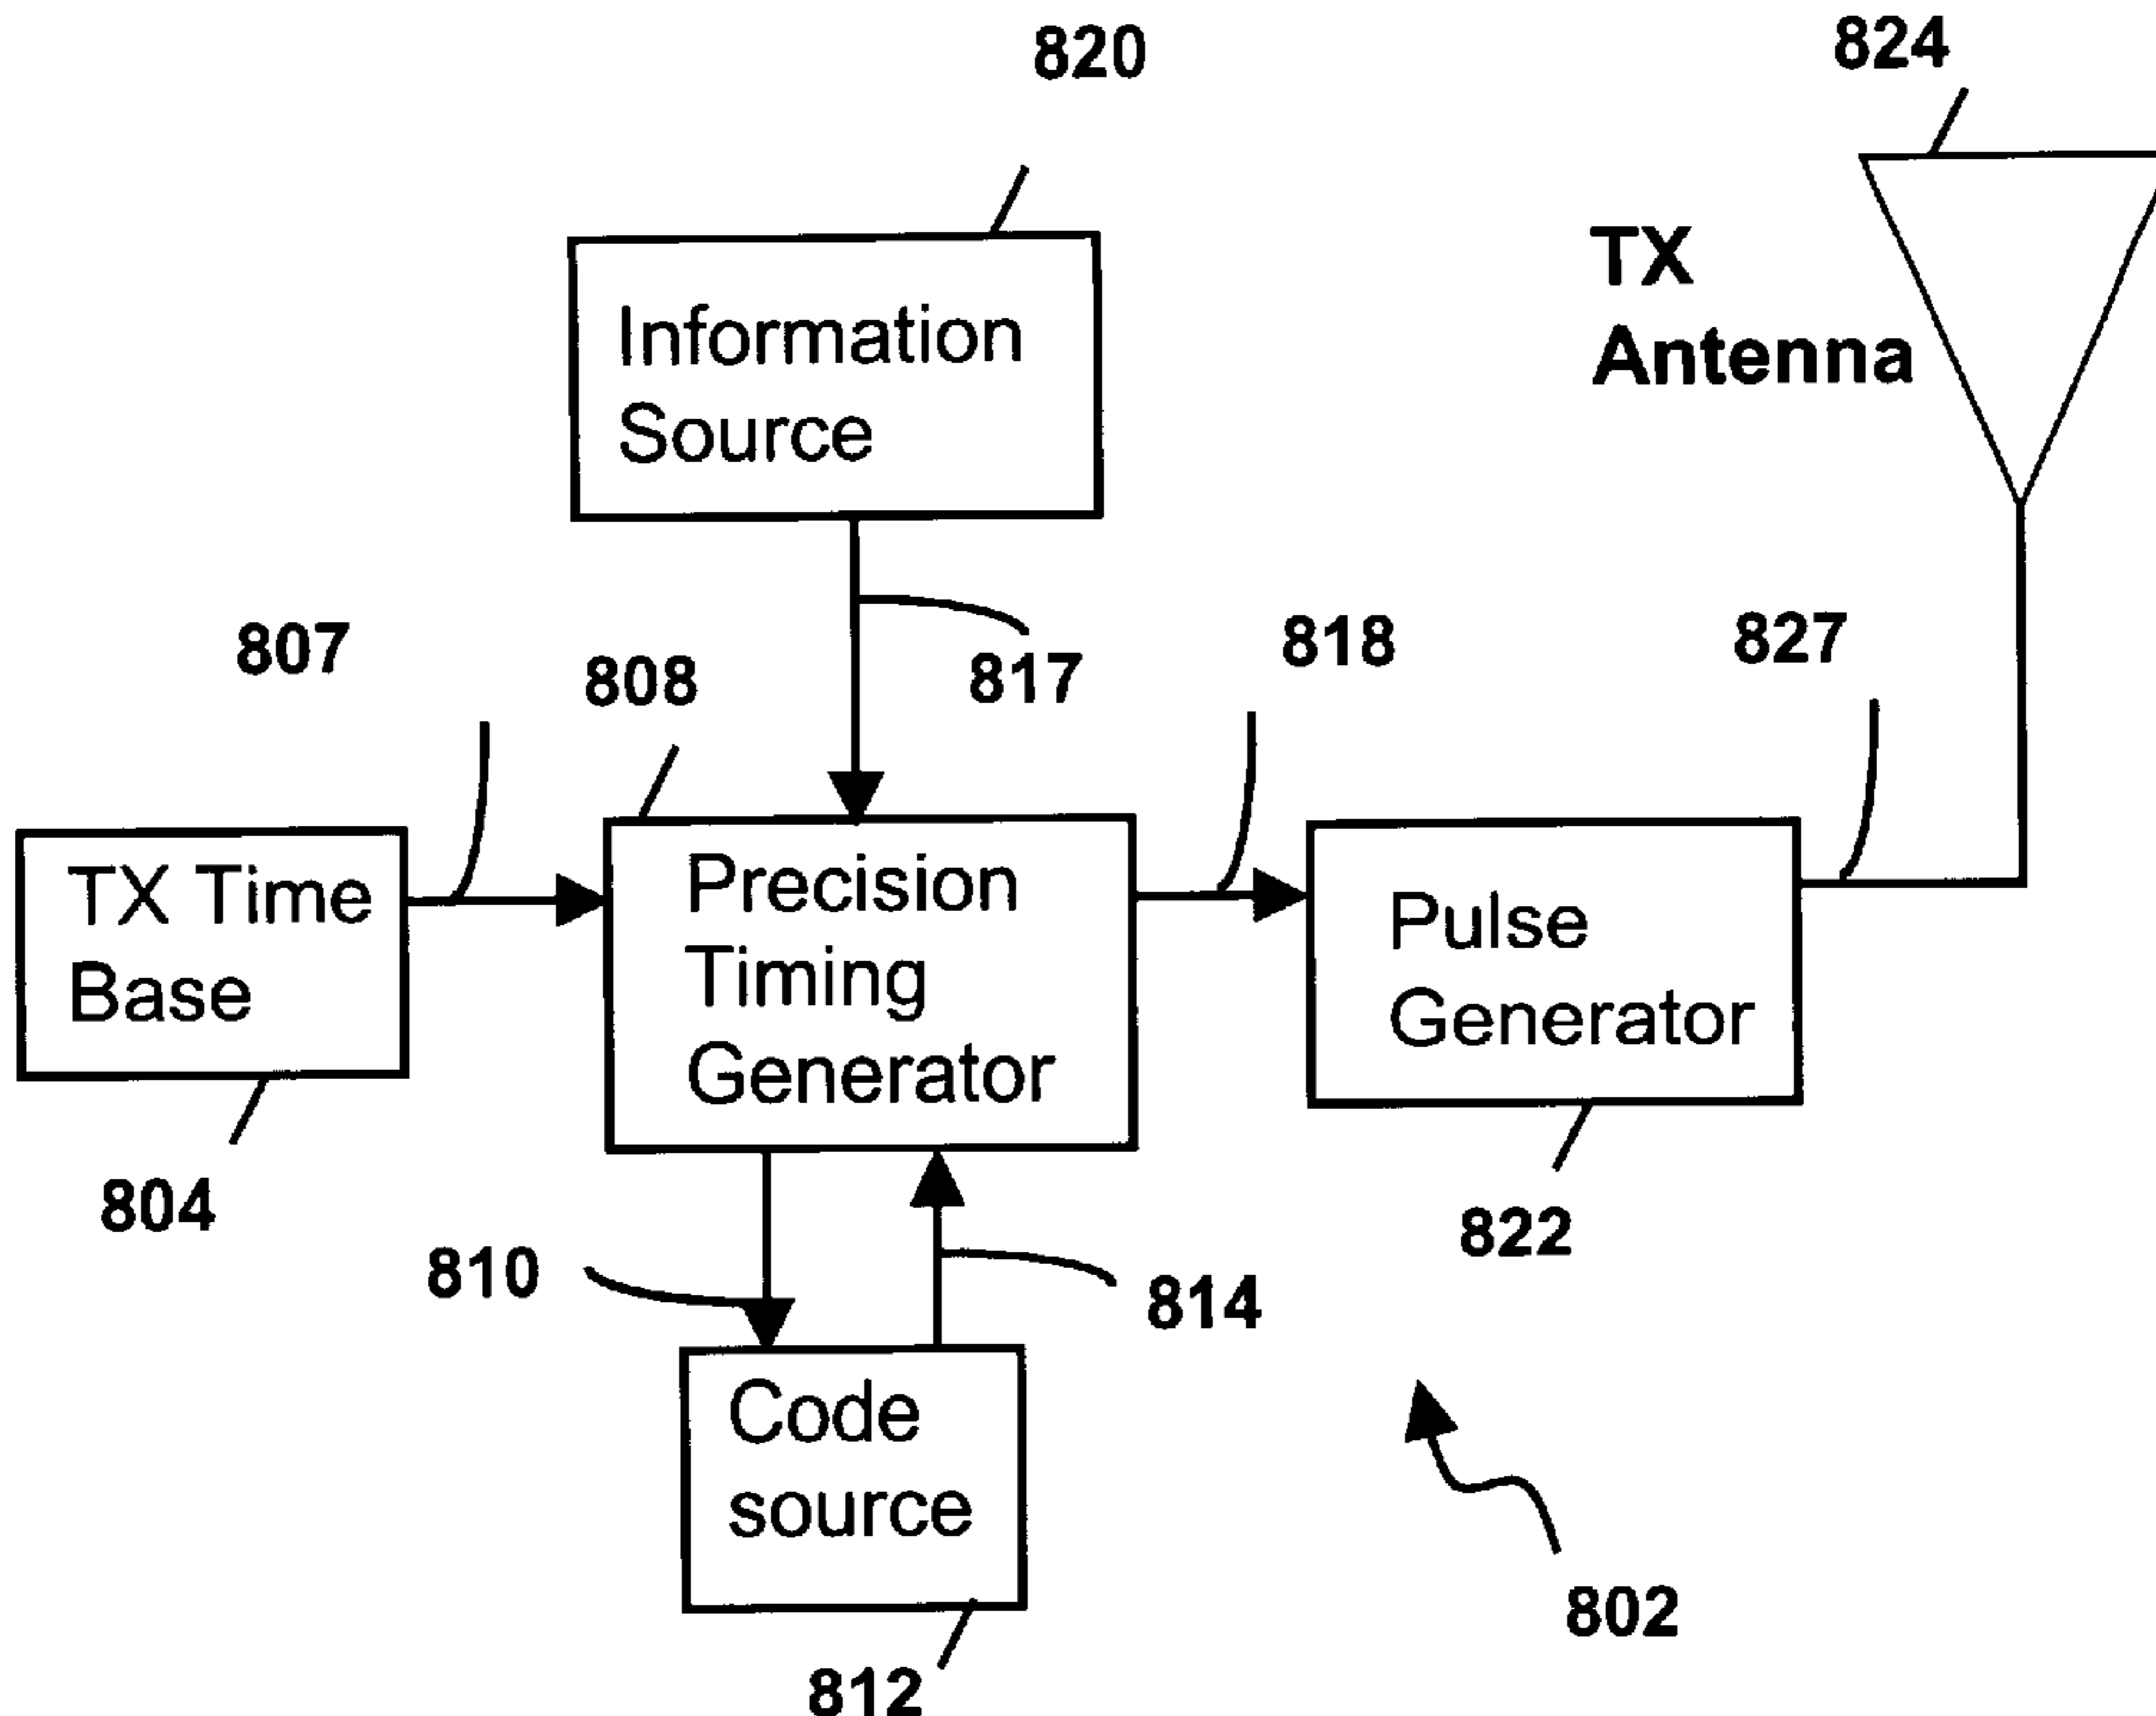 820
824
Information
Source
TX
Antenna
807
808
817
818
827
TX Time
Base
Precision
Timing
Generator
Pulse
Generator
804
810
814
822
Code
source
802
812